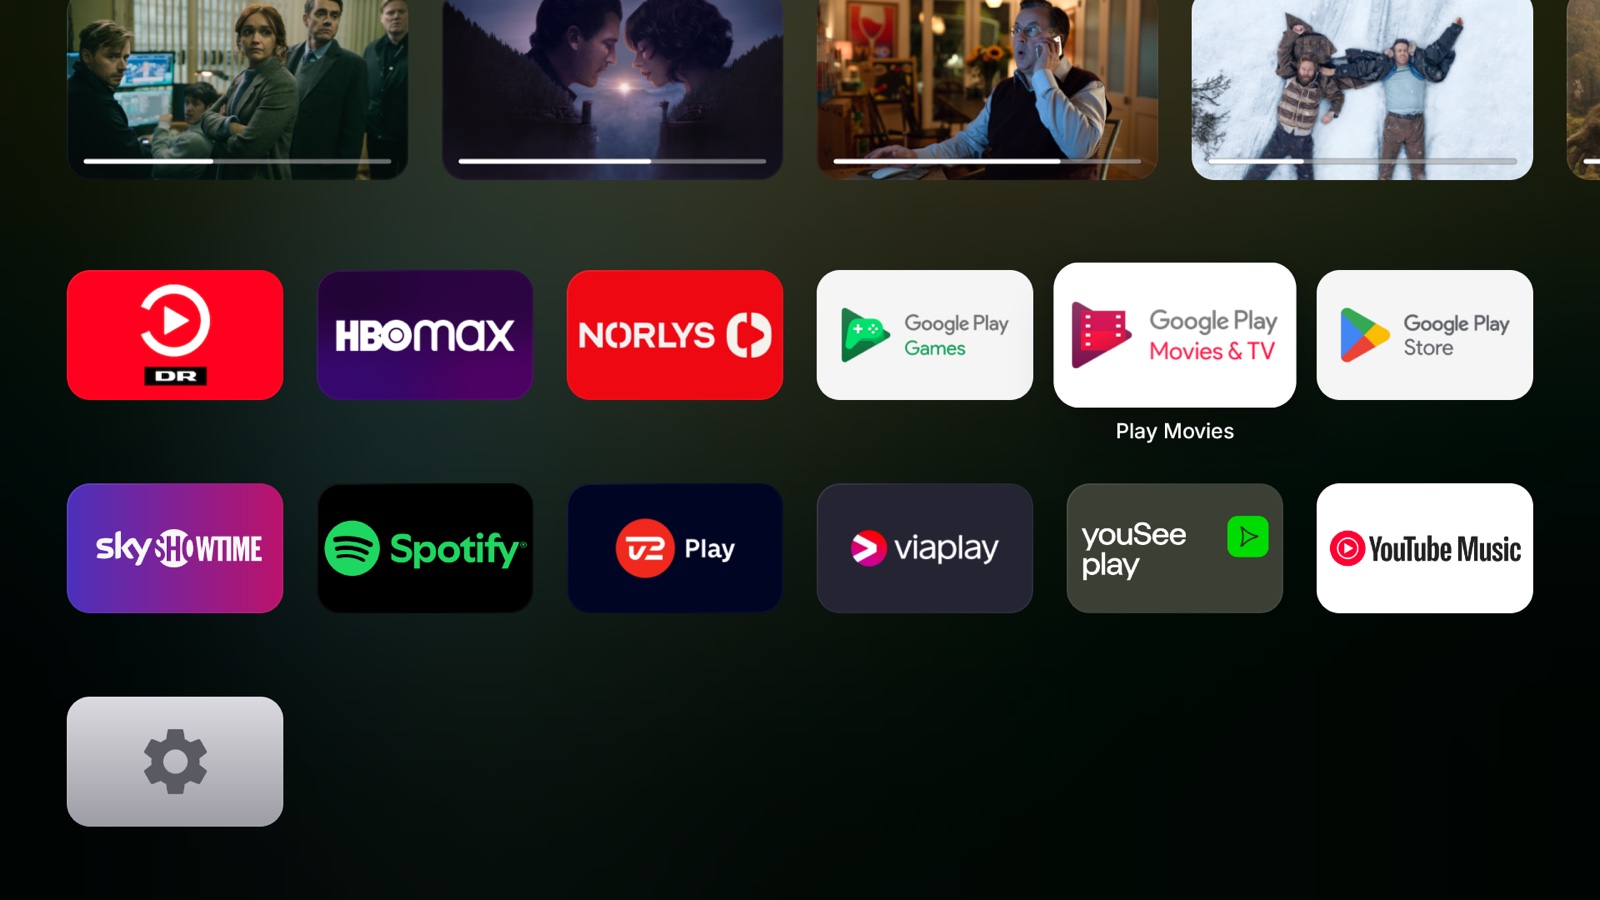 DR
HBOmax
NORLYS
Google Play
Games
Google Play
Movies & TV
Google Play
Store
Play Movies
sky SHOWTIME
Spotify®
2 Play
viaplay
youSee
play
YouTube Music